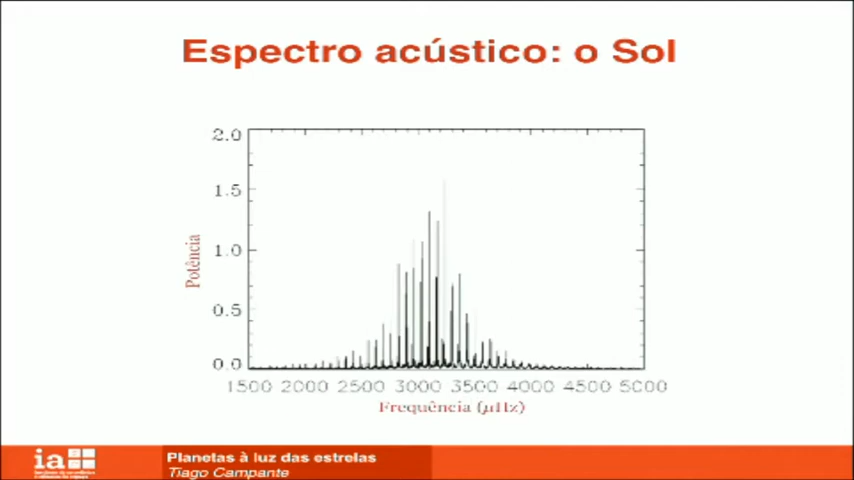 Espectro acústico: o Sol
2.0
1.5
1.0
0.5
0.0
Potência
1500 2000 2500 3000 3500 4000 4500 5000
Frequência (μHz)
ia
Planetas à luz das estrelas
Tiago Campante